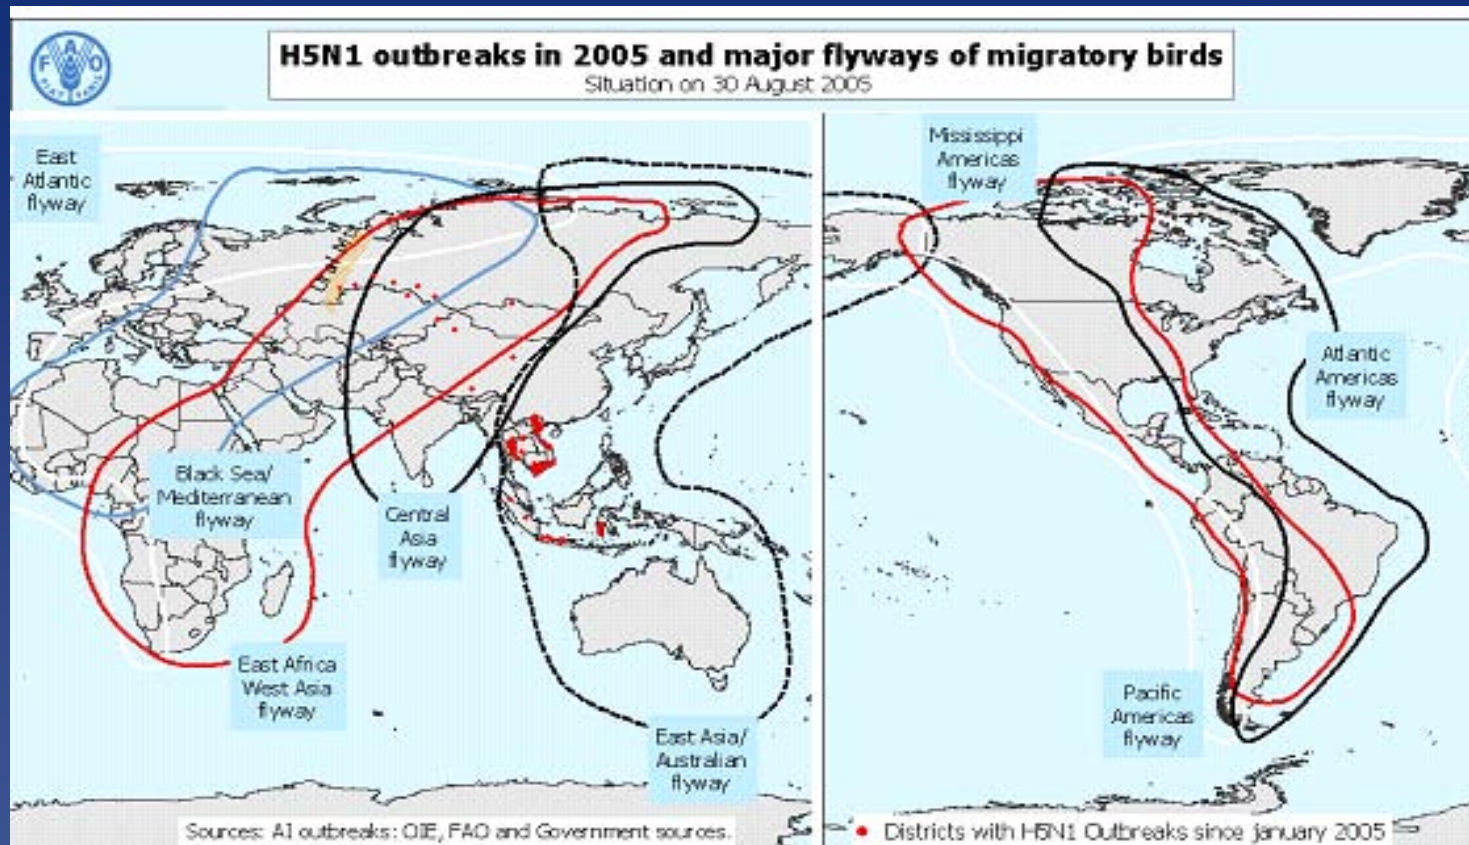 F A O
FIAT PANIS
H5N1 outbreaks in 2005 and major flyways of migratory birds
Situation on 30 August 2005
East
Atlantic
flyway
Mississippi
Americas
flyway
Atlantic
Americas
flyway
Black Sea/
Mediterranean
flyway
Central
Asia
flyway
East Africa
West Asia
flyway
Pacific
Americas
flyway
East Asia/
Australian
flyway
Sources: AI outbreaks: OIE, FAO and Government sources.
Districts with H5N1 Outbreaks since january 2005